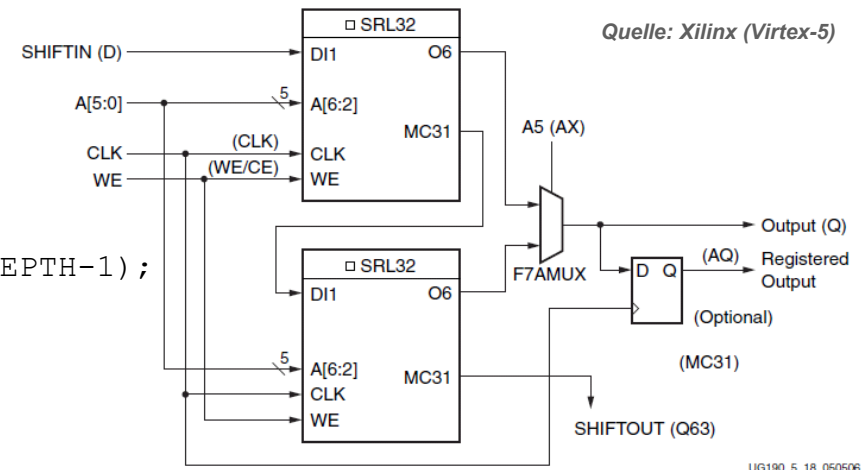 Quelle: Xilinx (Virtex-5)
□ SRL32
SHIFTIN (D)
DI1
O6
A[5:0]
5
A[6:2]
MC31
A5 (AX)
CLK
(CLK)
CLK
WE
(WE/CE)
WE
Output (Q)
EPTH-1);
□ SRL32
F7AMUX
D Q
(AQ)
Registered
Output
DI1
O6
(Optional)
5
A[6:2]
MC31
(MC31)
CLK
WE
SHIFTOUT (Q63)
UG190_5_18_050506